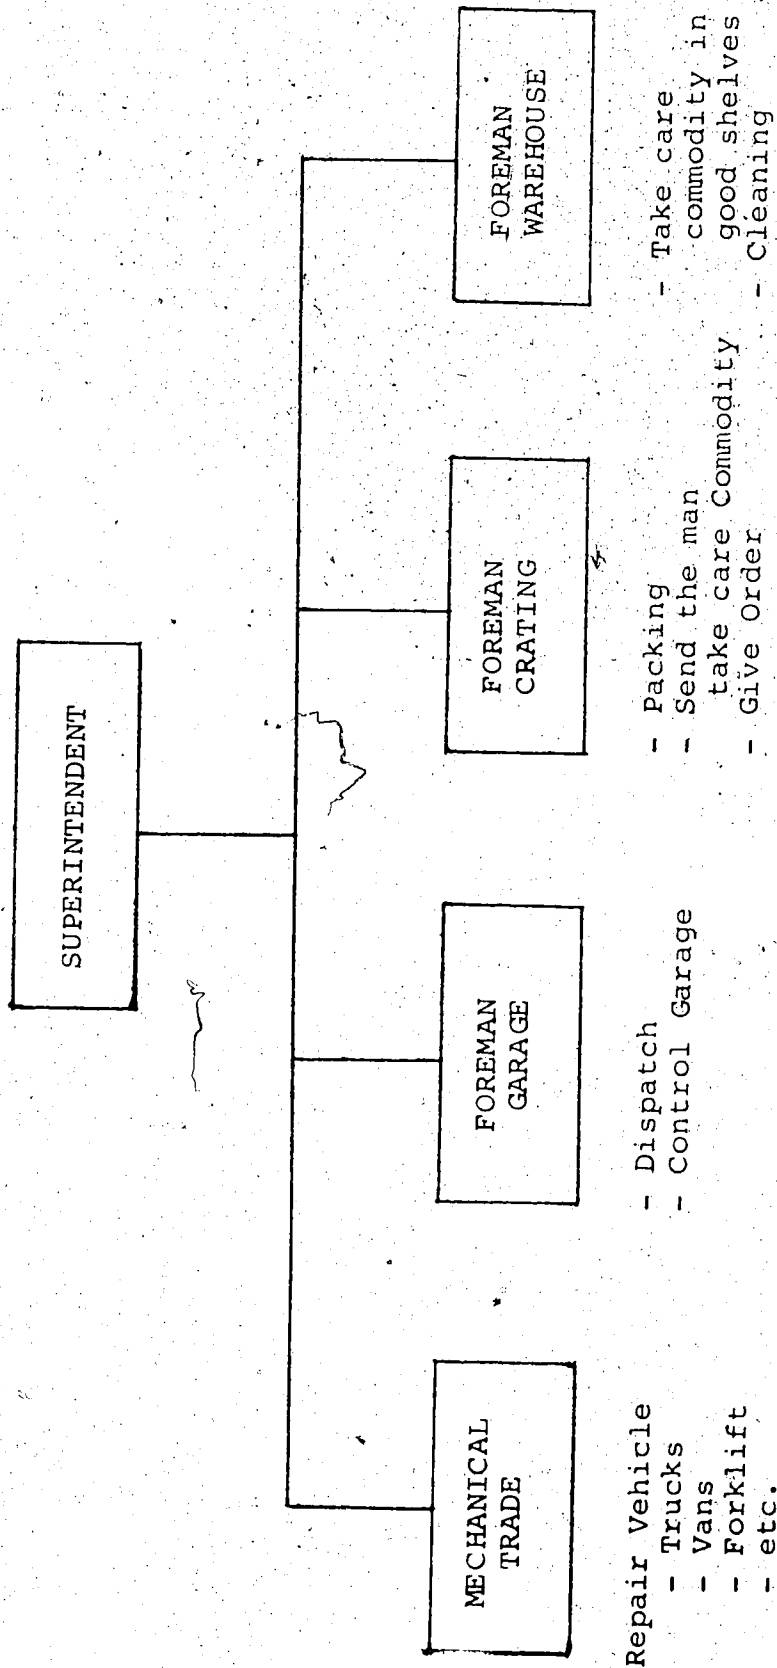 SUPERINTENDENT
MECHANICAL
TRADE
FOREMAN
GARAGE
FOREMAN
CRATING
FOREMAN
WAREHOUSE
Repair Vehicle
- Trucks
- Vans
- Forklift
- etc.
- Dispatch
- Control Garage
- Packing
- Send the man
take care Commodity
- Give Order
- Take care
commodity in
good shelves
- Cleaning